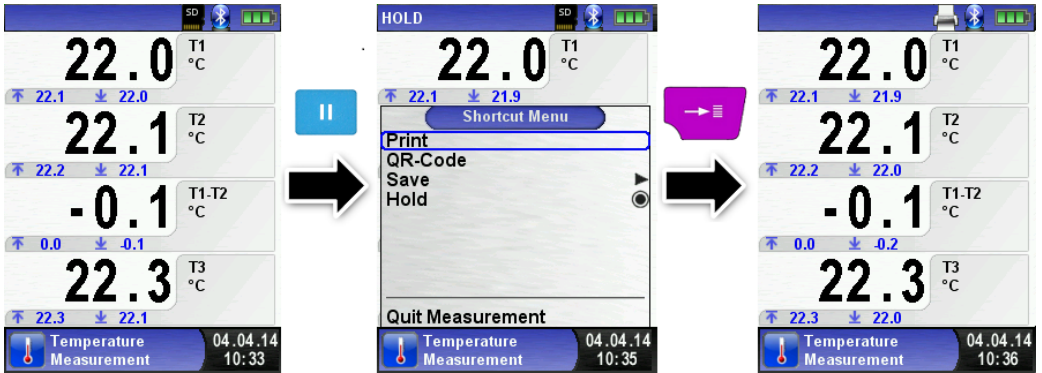 SD
22.0 T1 °C
22.1 22.0
22.1 T2 °C
22.2 22.1
-0.1 T1-T2 °C
0.0 -0.1
22.3 T3 °C
22.3 22.1
Temperature 04.04.14
Measurement 10:33
HOLD SD
22.0 T1 °C
22.1 21.9
Shortcut Menu
Print
QR-Code
Save
Hold
Quit Measurement
Temperature 04.04.14
Measurement 10:35
22.0 T1 °C
22.1 21.9
22.1 T2 °C
22.2 22.0
-0.1 T1-T2 °C
0.0 -0.2
22.3 T3 °C
22.3 22.0
Temperature 04.04.14
Measurement 10:36